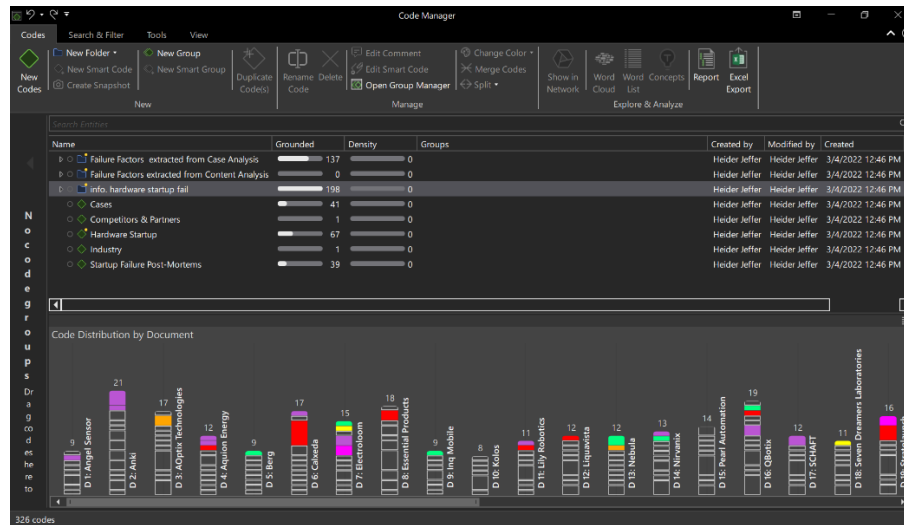 Code Manager
Codes Search & Filter Tools View
New Codes
New Folder
New Smart Code
Create Snapshot
New Group
New Smart Group
New
Duplicate Code(s)
Rename Code
Delete
Edit Comment
Edit Smart Code
Open Group Manager
Change Color
Merge Codes
Split
Manage
Show in Network
Word Cloud
Word List
Concepts
Report
Excel Export
Explore & Analyze
Search Entities
Name Grounded Density Groups Created by Modified by Created
Failure Factors extracted from Case Analysis 137 0 Heider Jeffer Heider Jeffer 3/4/2022 12:46 PM
Failure Factors extracted from Content Analysis 0 0 Heider Jeffer Heider Jeffer 3/4/2022 12:46 PM
info. hardware startup fail 198 0 Heider Jeffer Heider Jeffer 3/4/2022 12:46 PM
Cases 41 0 Heider Jeffer Heider Jeffer 3/4/2022 12:46 PM
Competitors & Partners 1 0 Heider Jeffer Heider Jeffer 3/4/2022 12:46 PM
Hardware Startup 67 0 Heider Jeffer Heider Jeffer 3/4/2022 12:46 PM
Industry 1 0 Heider Jeffer Heider Jeffer 3/4/2022 12:46 PM
Startup Failure Post-Mortems 39 0 Heider Jeffer Heider Jeffer 3/4/2022 12:46 PM
No code groups
Drag codes here to
Code Distribution by Document
9 D 1: Angel Sensor
21 D 2: Anki
17 D 3: AOptix Technologies
12 D 4: Aquion Energy
9 D 5: Berg
17 D 6: Calxeda
15 D 7: Electroloom
18 D 8: Essential Products
9 D 9: Inq Mobile
8 D 10: Kolos
11 D 11: Lily Robotics
12 D 12: Liquavista
12 D 13: Nebula
13 D 14: Nirvanix
14 D 15: Pearl Automation
19 D 16: QBotix
12 D 17: SCHAFT
11 D 18: Seven Dreamers Laboratories
16
326 codes